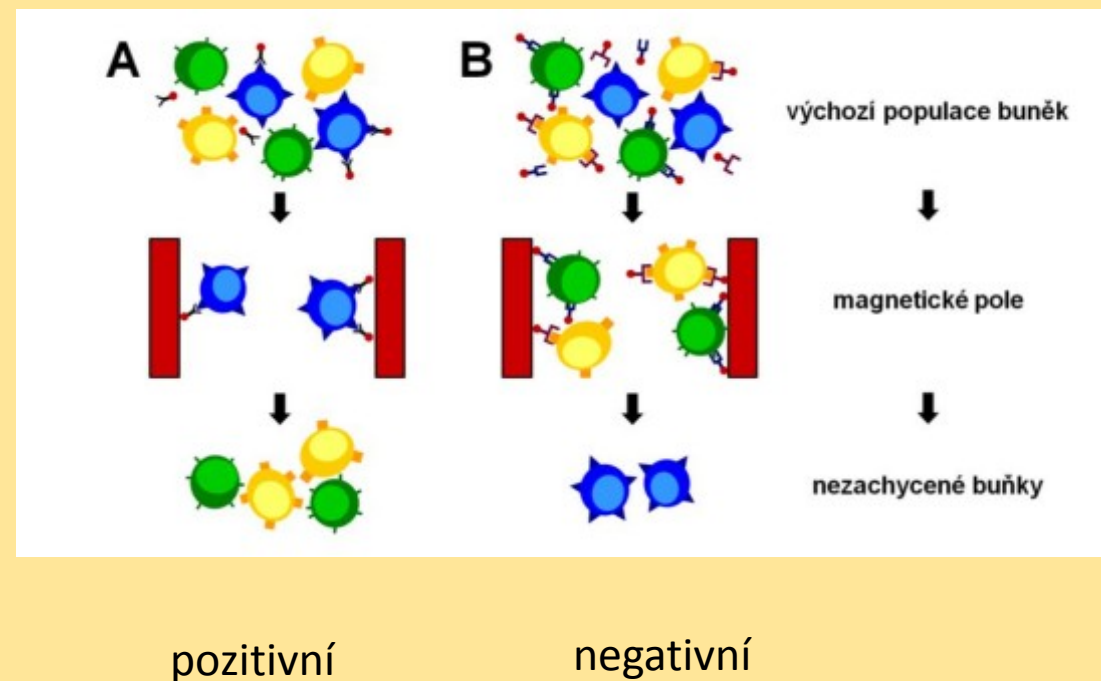 A
B
výchozí populace buněk
magnetické pole
nezachycené buňky
pozitivní
negativní